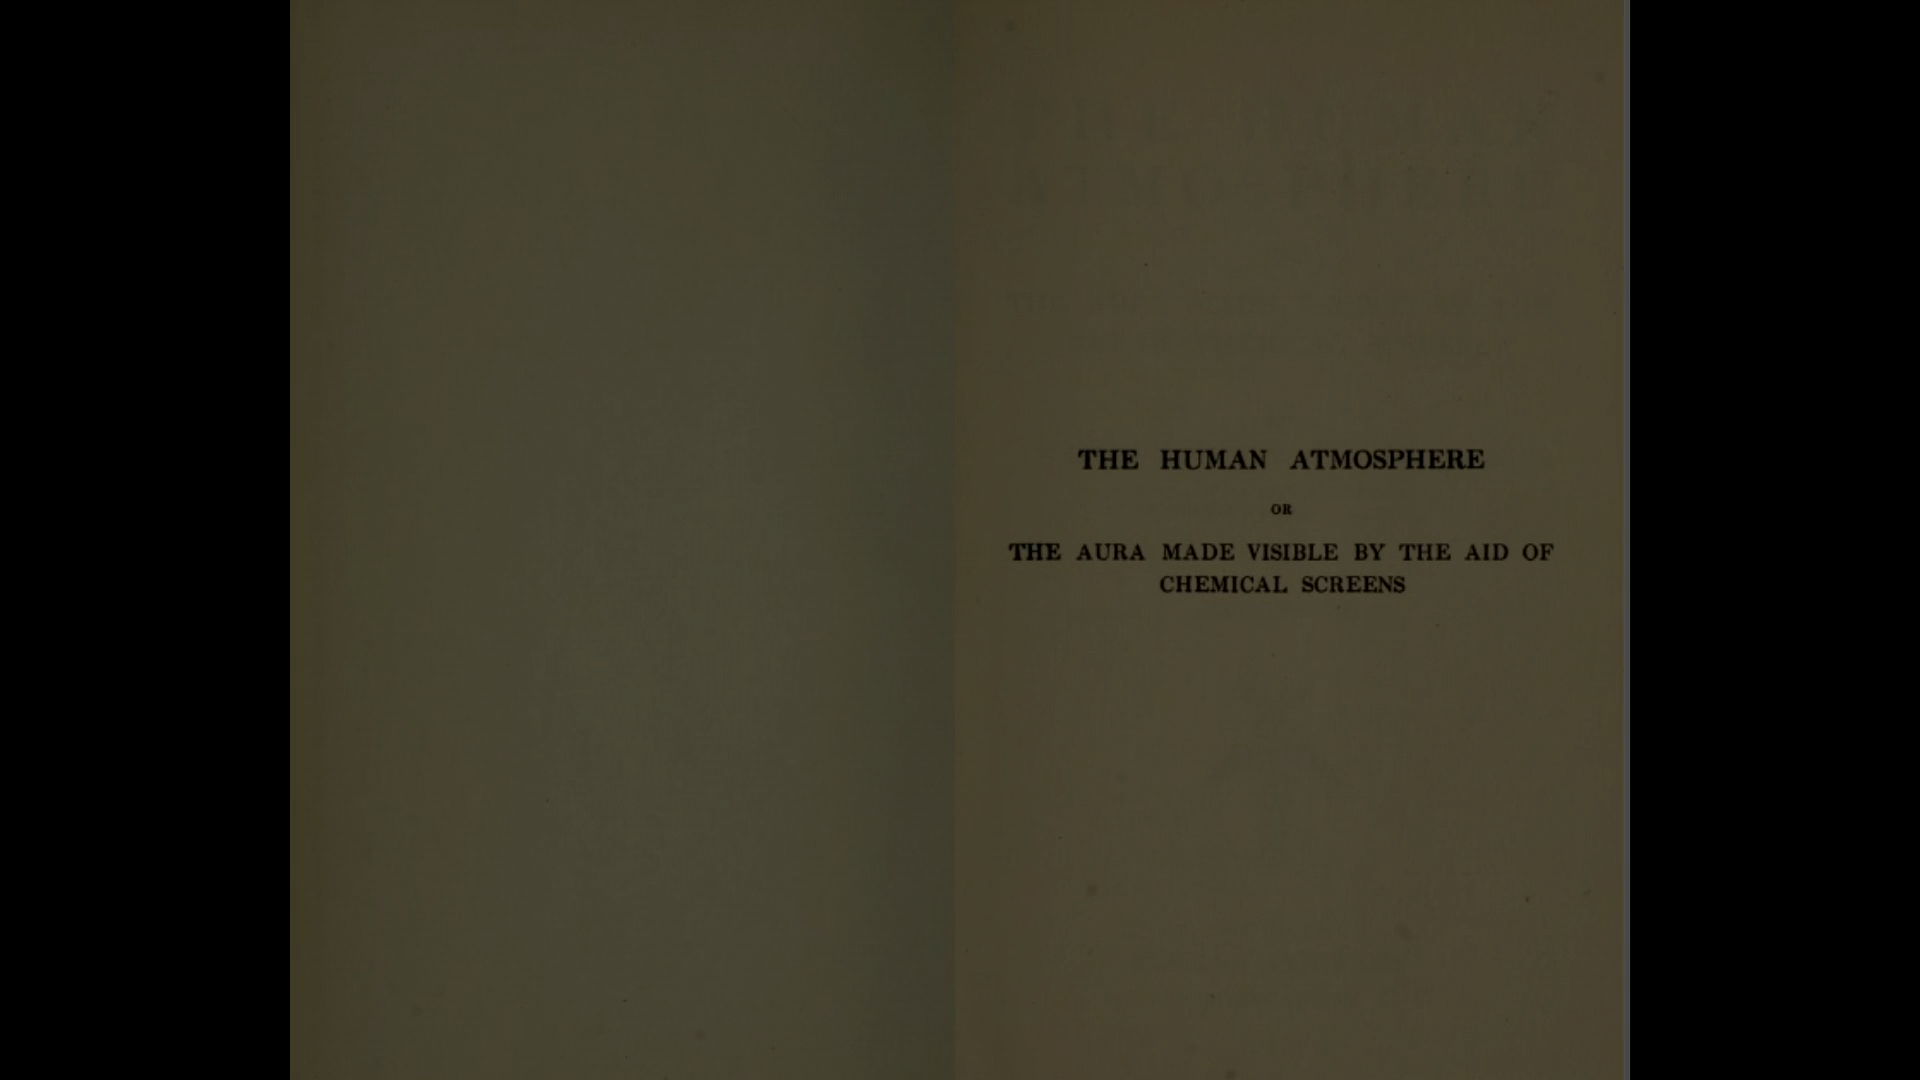 THE HUMAN ATMOSPHERE
OR
THE AURA MADE VISIBLE BY THE AID OF
CHEMICAL SCREENS